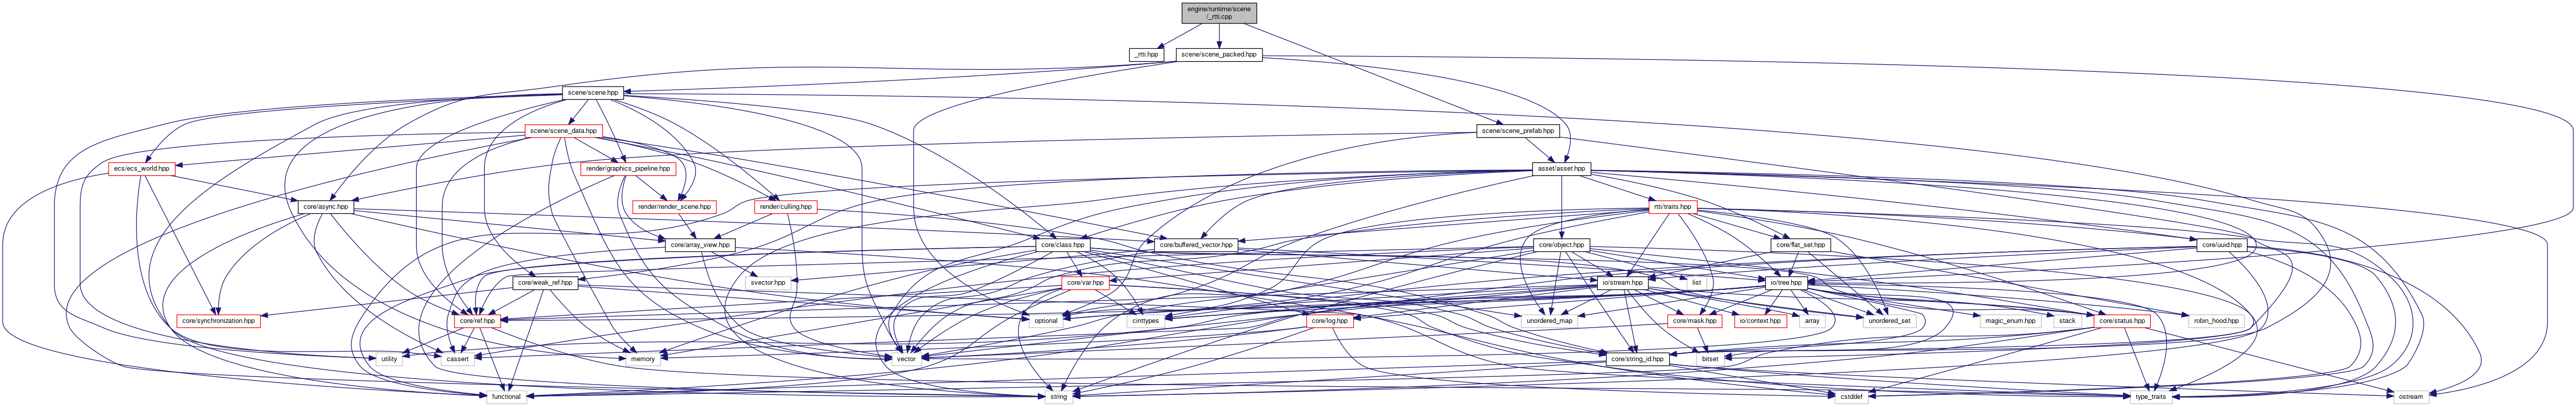 engine/runtime/scene
/_rtti.cpp
_rtti.hpp
scene/scene_packed.hpp
scene/scene.hpp
scene/scene_data.hpp
scene/scene_prefab.hpp
ecs/ecs_world.hpp
render/graphics_pipeline.hpp
asset/asset.hpp
core/async.hpp
render/render_scene.hpp
render/culling.hpp
rtti/traits.hpp
core/array_view.hpp
core/class.hpp
core/buffered_vector.hpp
core/object.hpp
core/flat_set.hpp
core/uuid.hpp
core/weak_ref.hpp
svector.hpp
core/var.hpp
io/stream.hpp
list
io/tree.hpp
core/synchronization.hpp
core/ref.hpp
optional
cinttypes
core/log.hpp
unordered_map
core/mask.hpp
io/context.hpp
array
unordered_set
magic_enum.hpp
stack
core/status.hpp
robin_hood.hpp
utility
cassert
memory
vector
core/string_id.hpp
bitset
functional
string
cstddef
type_traits
ostream